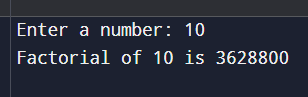 Enter a number: 10
Factorial of 10 is 3628800